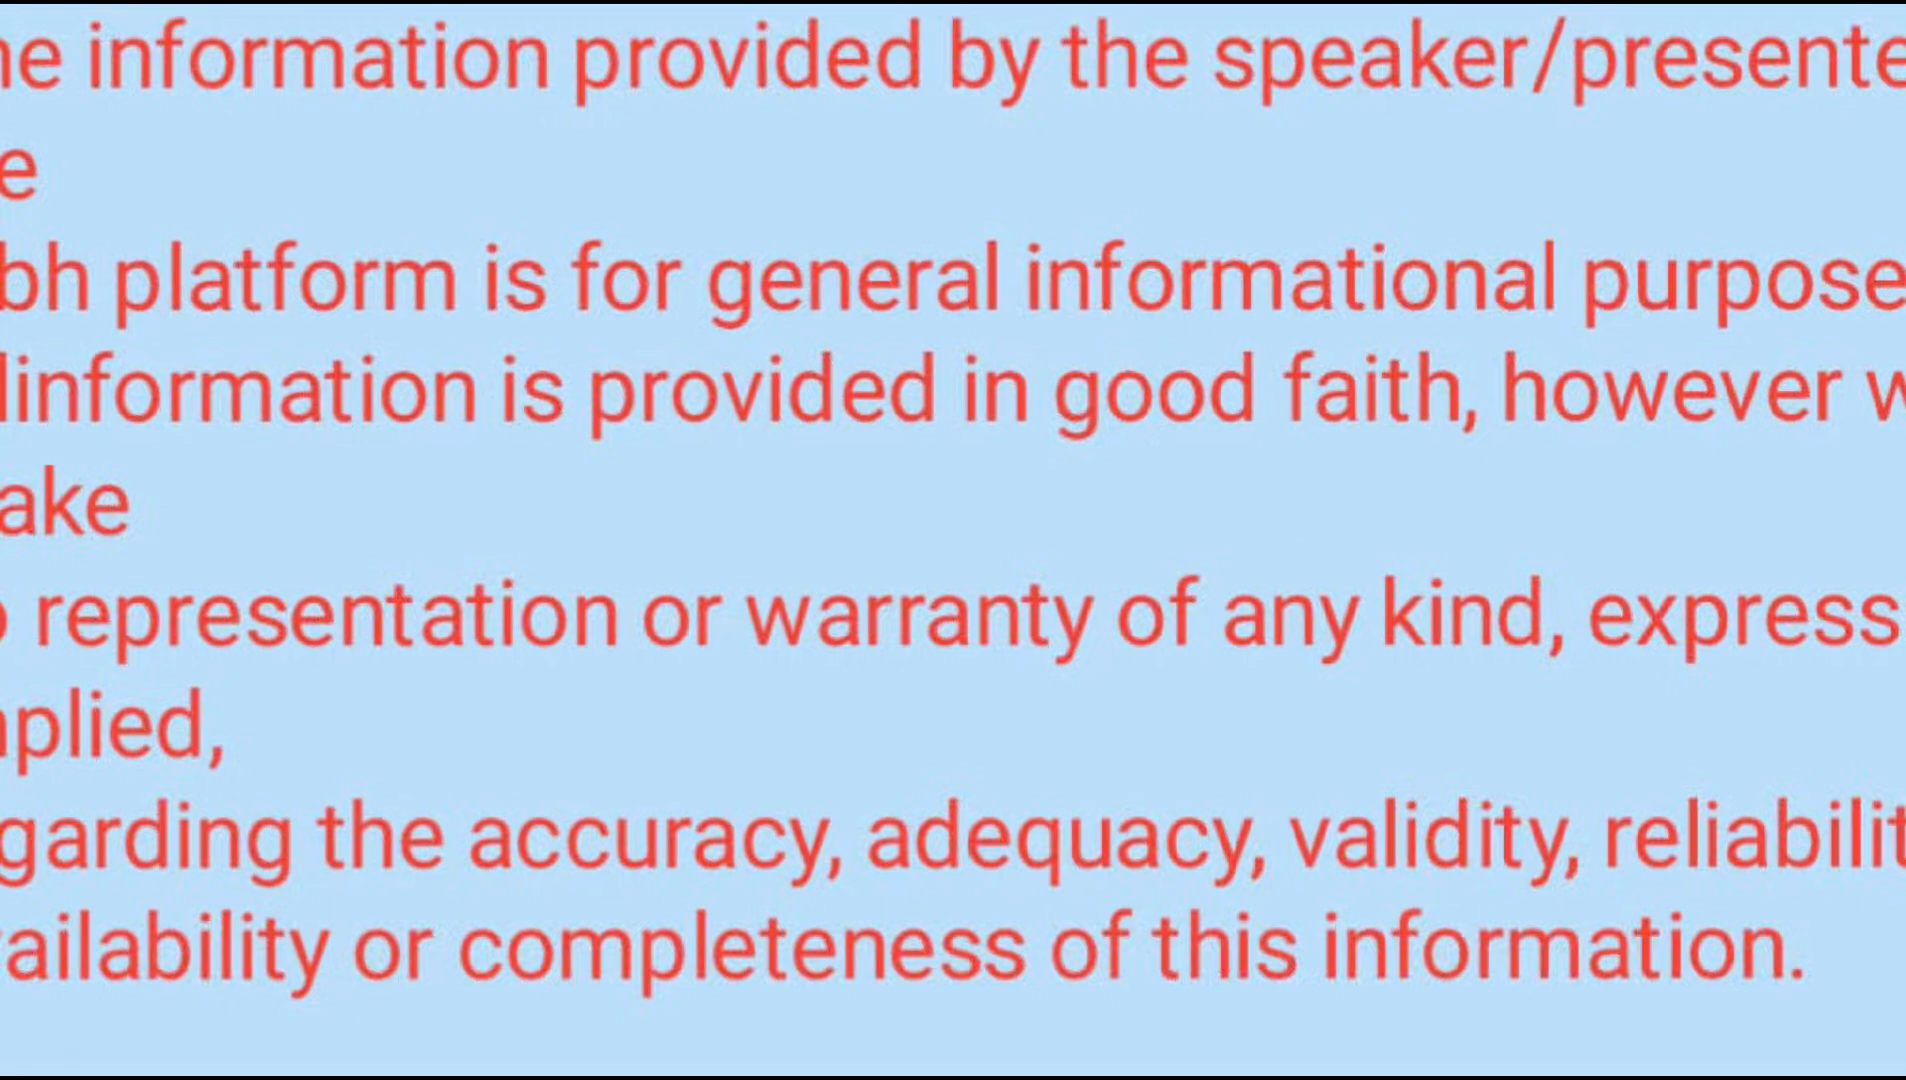 he information provided by the speaker/presente
e
bh platform is for general informational purpose
linformation is provided in good faith, however w
ake
o representation or warranty of any kind, express
plied,
garding the accuracy, adequacy, validity, reliabilit
ailability or completeness of this information.